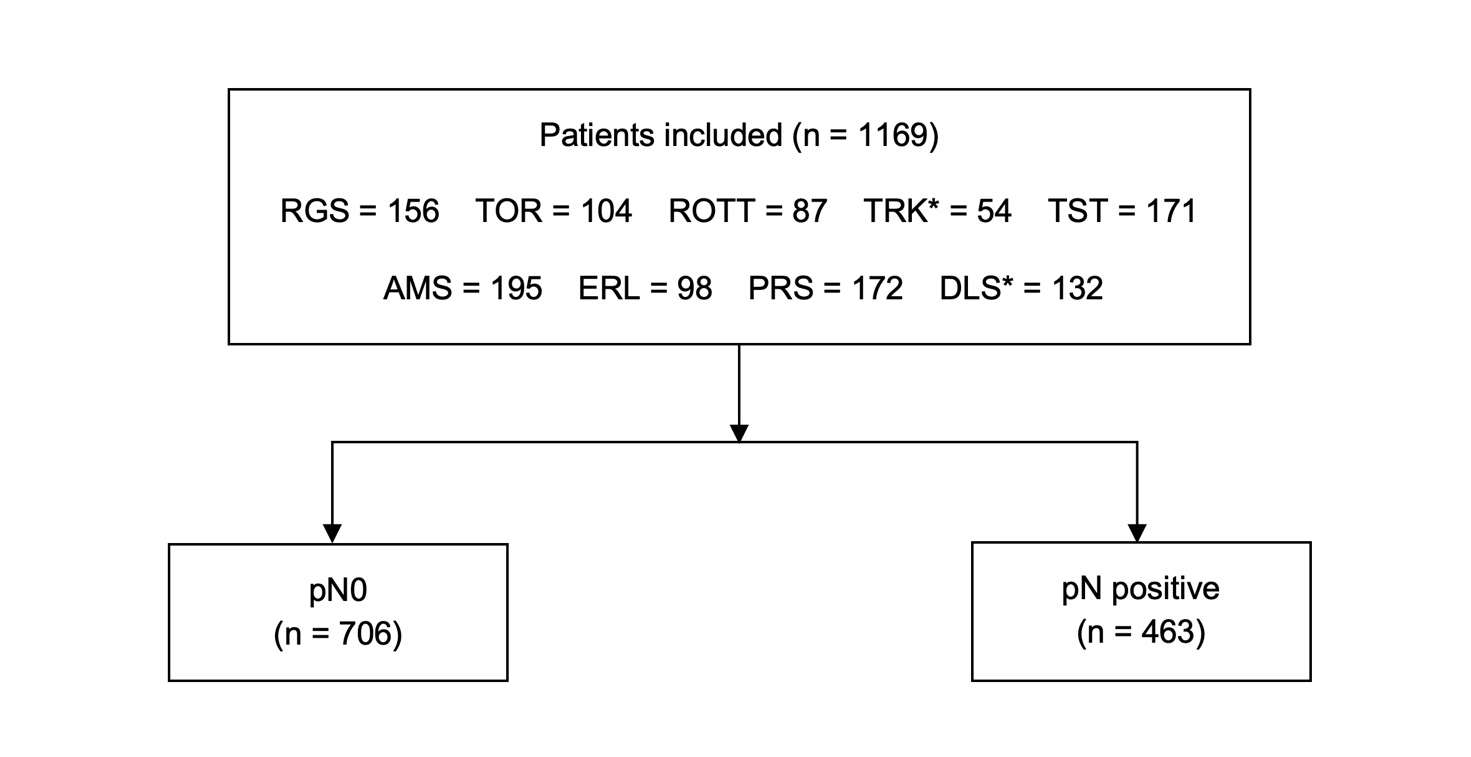 Patients included (n = 1169)
RGS = 156 TOR = 104 ROTT = 87 TRK* = 54 TST = 171
AMS = 195 ERL = 98 PRS = 172 DLS* = 132
pN0
(n = 706)
pN positive
(n = 463)